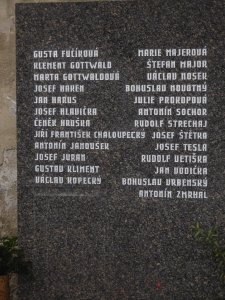 GUSTA FUČÍKOVÁ MARIE MAJEROVÁ
KLEMENT GOTTWALD ŠTEFAN MAJOR
MARTA GOTTWALDOVÁ VÁCLAV NOSEK
JOSEF HAKEN BOHUSLAV NOVOTNÝ
JAN HARUS JULIE PROKOPOVÁ
JOSEF HLAVIČKA ANTONÍN SOCHOR
ČENĚK HRUŠKA RUDOLF STRECHAJ
JIŘÍ FRANTIŠEK CHALOUPECKÝ JOSEF ŠTĚTKA
ANTONÍN JANOUŠEK JOSEF TESLA
JOSEF JURAN RUDOLF VETIŠKA
GUSTAV KLIMENT JAN VODIČKA
VÁCLAV KOPECKÝ BOHUSLAV VRBENSKÝ
ANTONÍN ZMRHAL